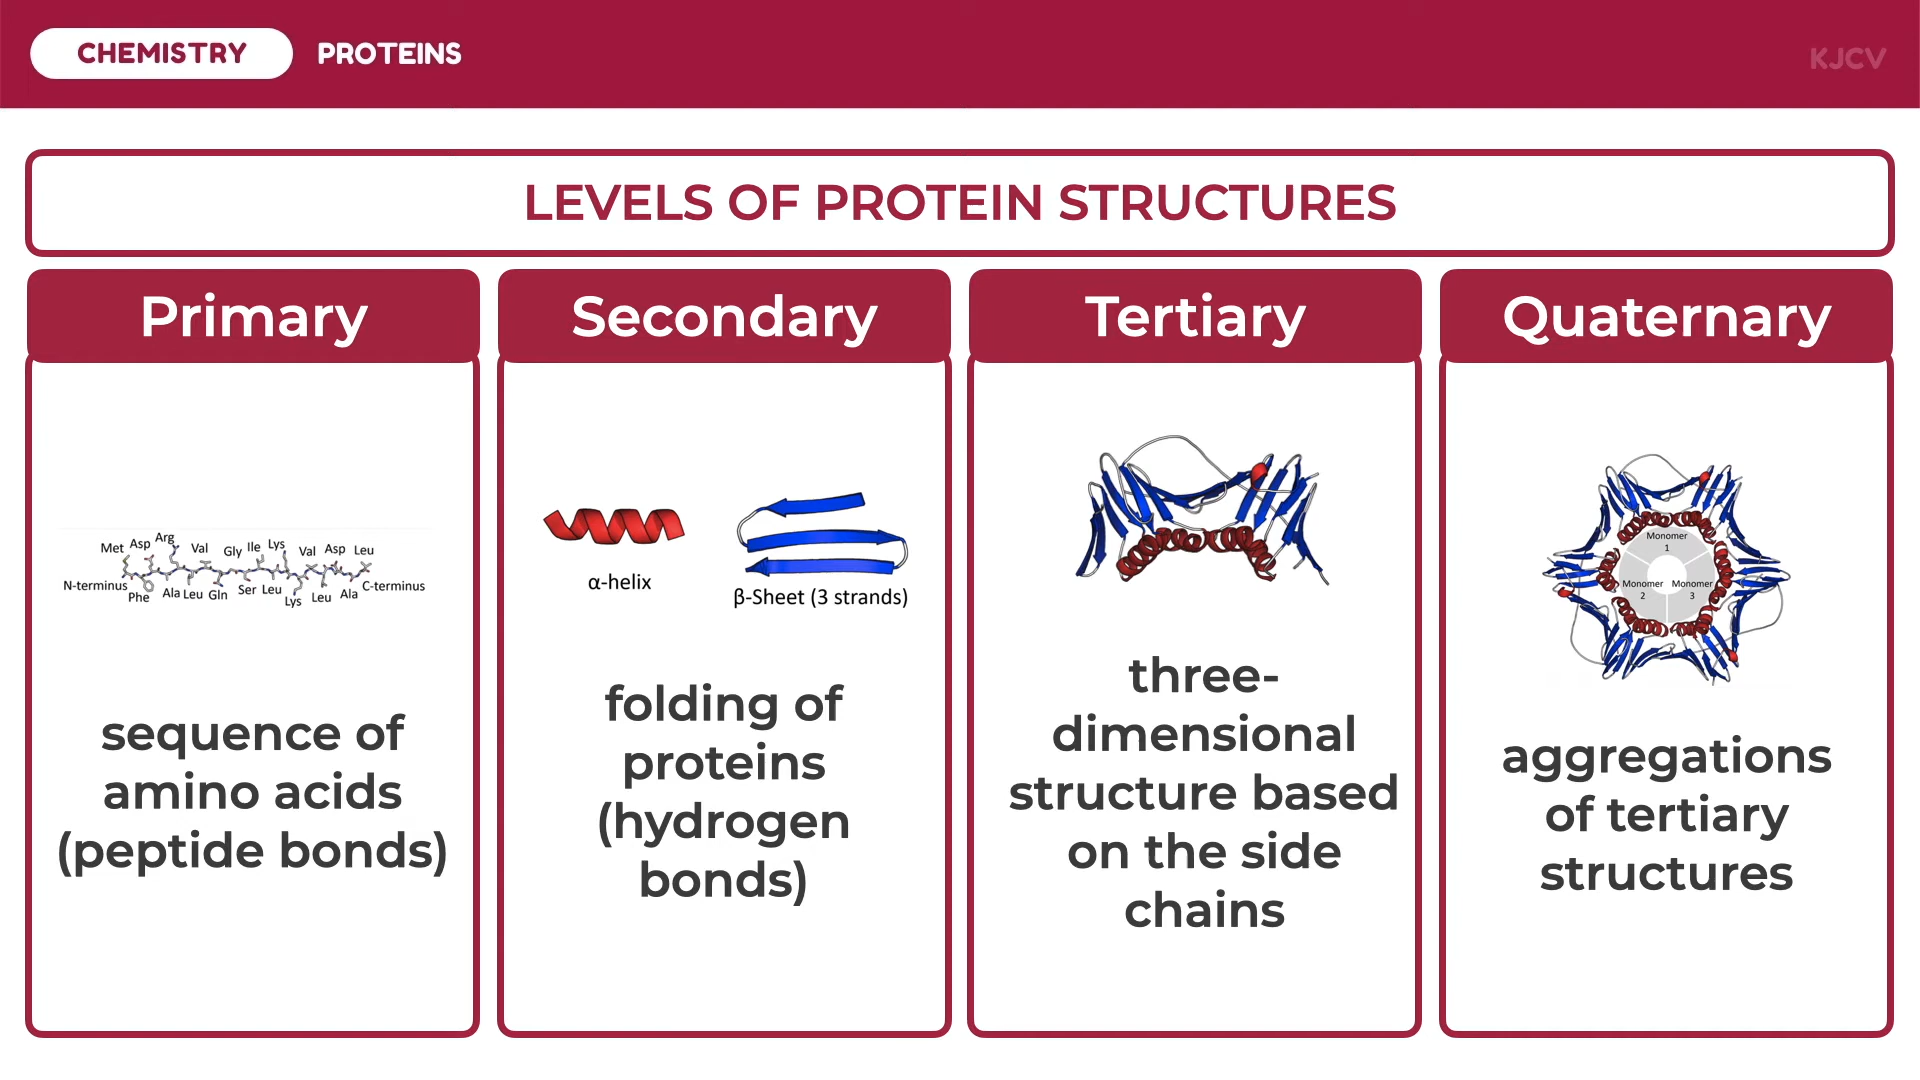 CHEMISTRY PROTEINS KJCV
LEVELS OF PROTEIN STRUCTURES
Primary
Met Asp Arg Val Gly Ile Lys Val Asp Leu
N-terminus Phe Ala Leu Gln Ser Leu Lys Leu Ala C-terminus
sequence of
amino acids
(peptide bonds)
Secondary
α-helix
β-Sheet (3 strands)
folding of
proteins
(hydrogen
bonds)
Tertiary
three-
dimensional
structure based
on the side
chains
Quaternary
Monomer
1
Monomer
2
Monomer
3
aggregations
of tertiary
structures